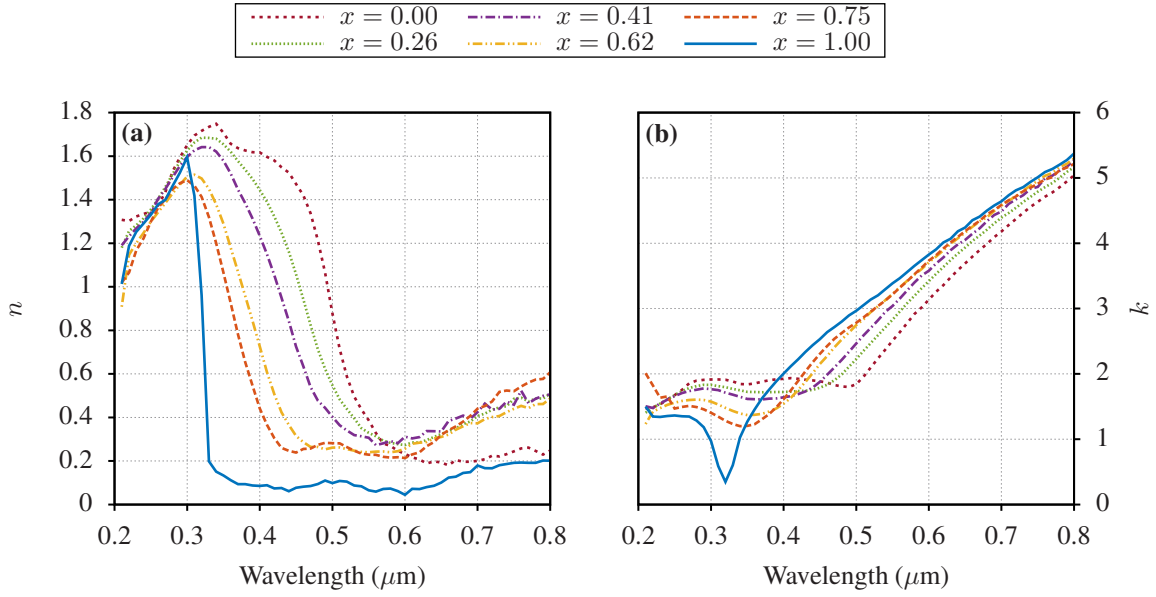 x = 0.00 x = 0.41 x = 0.75
x = 0.26 x = 0.62 x = 1.00
(a)
n
1.8
1.6
1.4
1.2
1
0.8
0.6
0.4
0.2
0
0.2 0.3 0.4 0.5 0.6 0.7 0.8
Wavelength (μm)
(b)
6
5
4
3
2
1
0
k
0.2 0.3 0.4 0.5 0.6 0.7 0.8
Wavelength (μm)